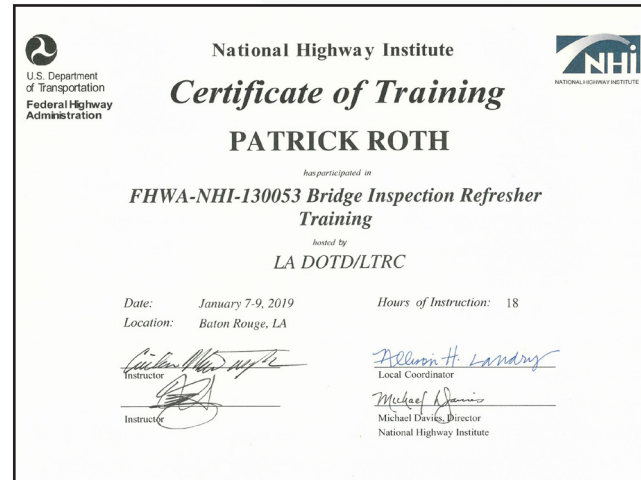 National Highway Institute
U.S. Department
of Transportation
Federal Highway
Administration
NHi
NATIONAL HIGHWAY INSTITUTE
Certificate of Training
PATRICK ROTH
has participated in
FHWA-NHI-130053 Bridge Inspection Refresher
Training
hosted by
LA DOTD/LTRC
Date: January 7-9, 2019
Hours of Instruction: 18
Location: Baton Rouge, LA
Instructor
Allison H. Landry
Local Coordinator
Instructor
Michael Davies, Director
National Highway Institute